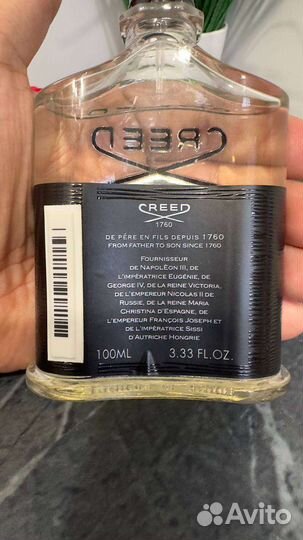 CREED
CREED
1760
DE PÈRE EN FILS DEPUIS 1760
FROM FATHER TO SON SINCE 1760
FOURNISSEUR
DE NAPOLÉON III, DE
L'IMPÉRATRICE EUGÉNIE, DE
GEORGE IV, DE LA REINE VICTORIA,
DE L'EMPEREUR NICOLAS II DE
RUSSIE, DE LA REINE MARIA
CHRISTINA D'ESPAGNE, DE
L'EMPEREUR FRANÇOIS JOSEPH ET
DE L'IMPÉRATRICE SISSI
D'AUTRICHE HONGRIE
100ML 3.33 FL.OZ.
Avito